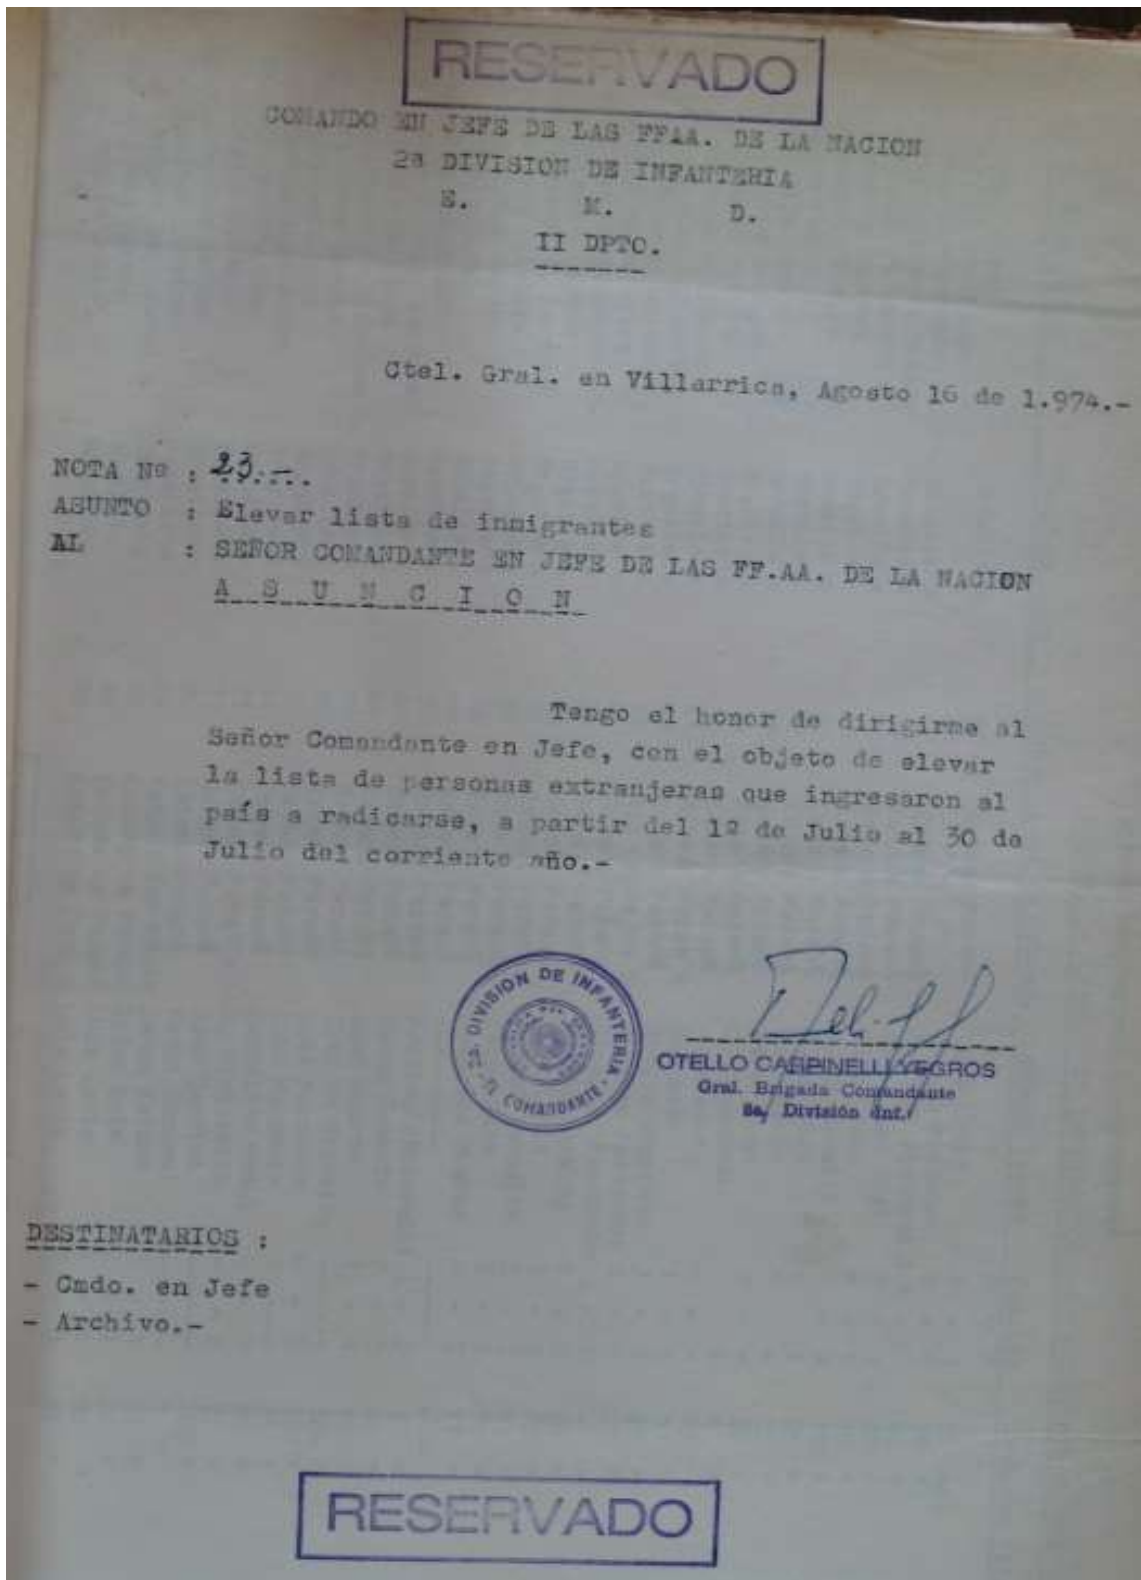 RESERVADO
COMANDO EN JEFE DE LAS FFAA. DE LA NACION
2ª DIVISION DE INFANTERIA
E. M. D.
II DPTO.
Ctel. Gral. en Villarrica, Agosto 16 de 1.974.-
NOTA Nº : 23.-..
ASUNTO : Elevar lista de inmigrantes
AL : SEÑOR COMANDANTE EN JEFE DE LAS FF.AA. DE LA NACION
A S U N C I O N
Tengo el honor de dirigirme al
Señor Comandante en Jefe, con el objeto de elevar
la lista de personas extranjeras que ingresaron al
país a radicarse, a partir del 1º de Julio al 30 de
Julio del corriente año.-
2a. DIVISION DE INFANTERIA
COMANDANTE
OTELLO CARPINELLI YEGROS
Gral. Brigada Comandante
División Inf.
DESTINATARIOS :
- Cmdo. en Jefe
- Archivo.-
RESERVADO